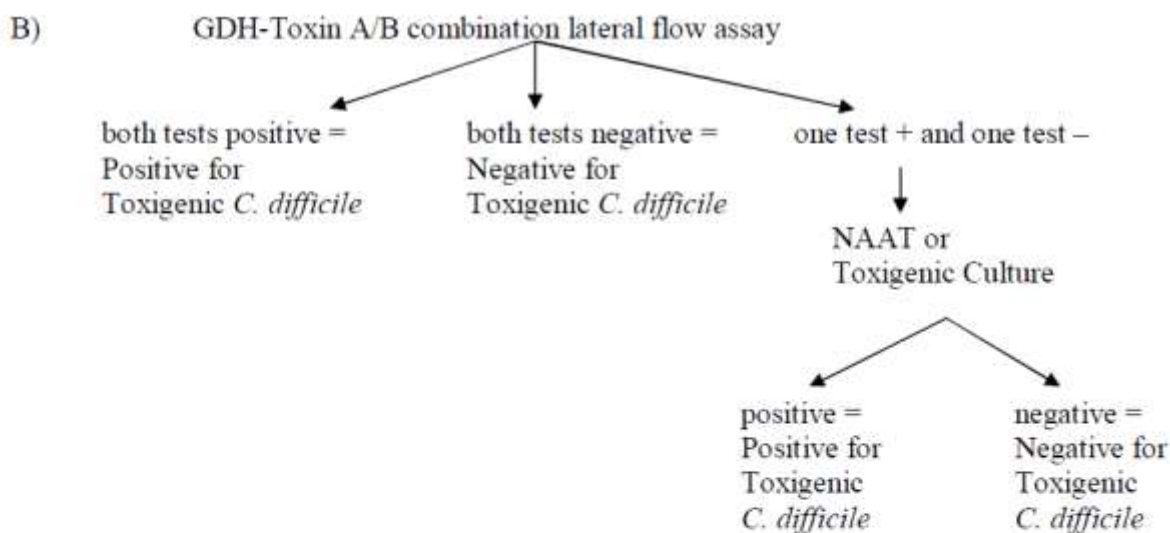 B) GDH-Toxin A/B combination lateral flow assay
both tests positive =
Positive for
Toxigenic C. difficile
both tests negative =
Negative for
Toxigenic C. difficile
one test + and one test –
NAAT or
Toxigenic Culture
positive =
Positive for
Toxigenic
C. difficile
negative =
Negative for
Toxigenic
C. difficile